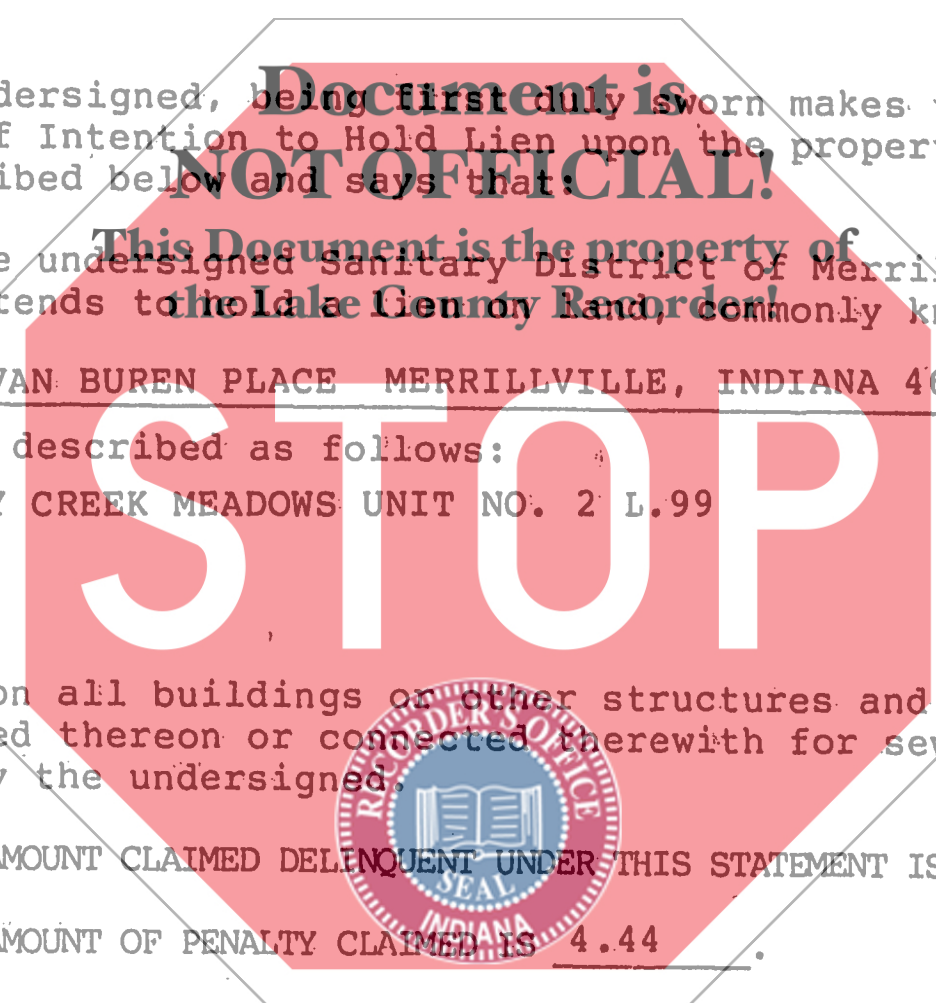 Document is
dersigned, being first duly sworn makes
f Intention to Hold Lien upon the proper
NOT OFFICIAL!
ibed below and says that:
This Document is the property of
e undersigned Sanitary District of Merril
the Lake County Recorder!
tends to hold a lien on land, commonly k
VAN BUREN PLACE MERRILLVILLE, INDIANA 46
STOP
described as follows:
Y CREEK MEADOWS UNIT NO. 2 L.99
on all buildings or other structures and
ed thereon or connected therewith for sew
y the undersigned.
RECORDER'S OFFICE
SEAL
INDIANA
MOUNT CLAIMED DELINQUENT UNDER THIS STATEMENT IS
MOUNT OF PENALTY CLAIMED IS 4.44.